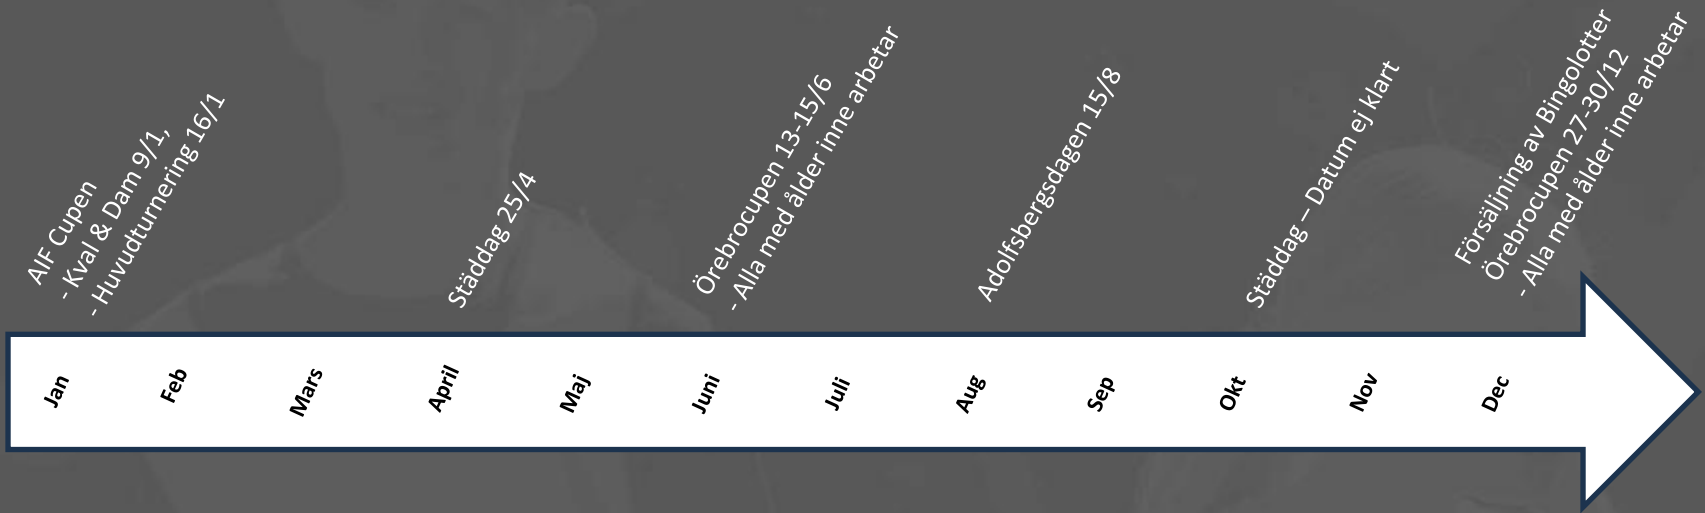 AIF Cupen
- Kval & Dam 9/1,
- Huvudturnering 16/1
Städdag 25/4
Örebrocupen 13-15/6
- Alla med ålder inne arbetar
Adolfsbergsdagen 15/8
Städdag – Datum ej klart
Försäljning av Bingolotter
Örebrocupen 27-30/12
- Alla med ålder inne arbetar
Jan
Feb
Mars
April
Maj
Juni
Juli
Aug
Sep
Okt
Nov
Dec